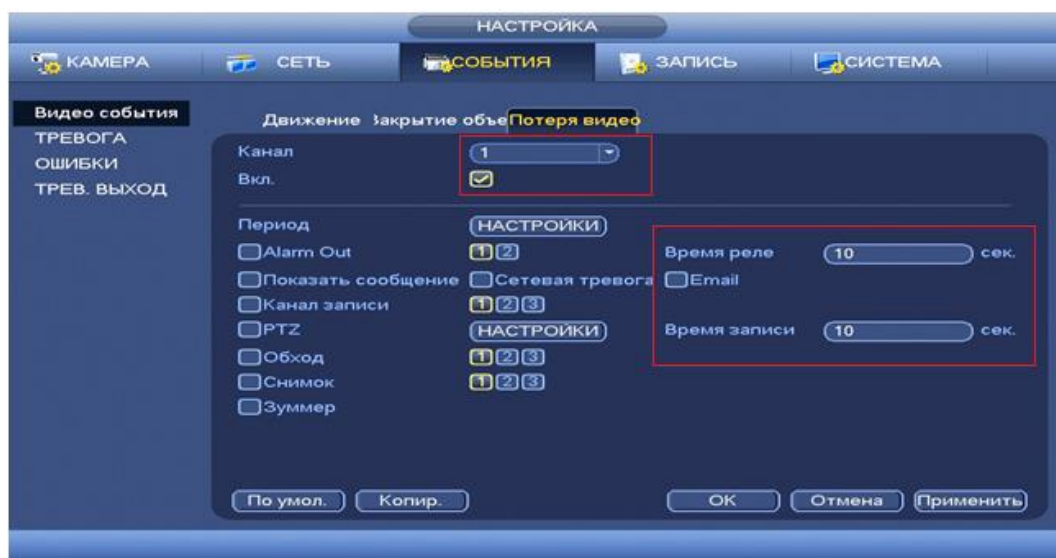 НАСТРОЙКА
КАМЕРА СЕТЬ СОБЫТИЯ ЗАПИСЬ СИСТЕМА
Видео события
ТРЕВОГА
ОШИБКИ
ТРЕВ. ВЫХОД
Движение Закрытие объе Потеря видео
Канал 1
Вкл.
Период НАСТРОЙКИ
Alarm Out 1 2 Время реле 10 сек.
Показать сообщение Сетевая тревога Email
Канал записи 1 2 3
PTZ НАСТРОЙКИ Время записи 10 сек.
Обход 1 2 3
Снимок 1 2 3
Зуммер
По умол. Копир. OK Отмена Применить